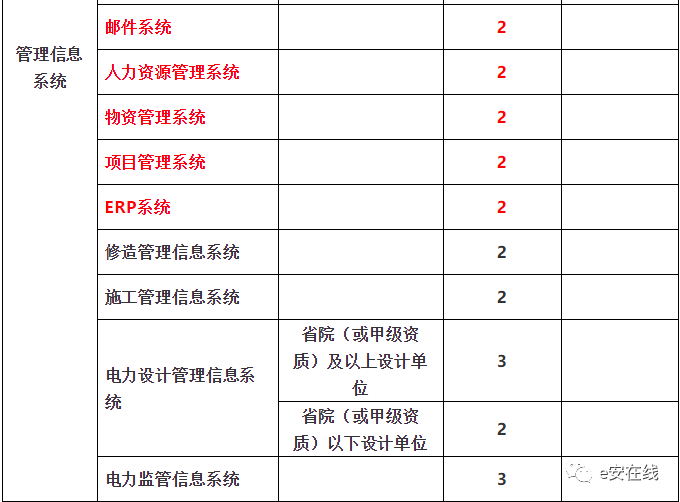 管理信息
系统
邮件系统
2
人力资源管理系统
2
物资管理系统
2
项目管理系统
2
ERP系统
2
修造管理信息系统
2
施工管理信息系统
2
电力设计管理信息系
统
省院（或甲级资
质）及以上设计单
位
3
省院（或甲级资
质）以下设计单位
2
电力监管信息系统
3
e安在线